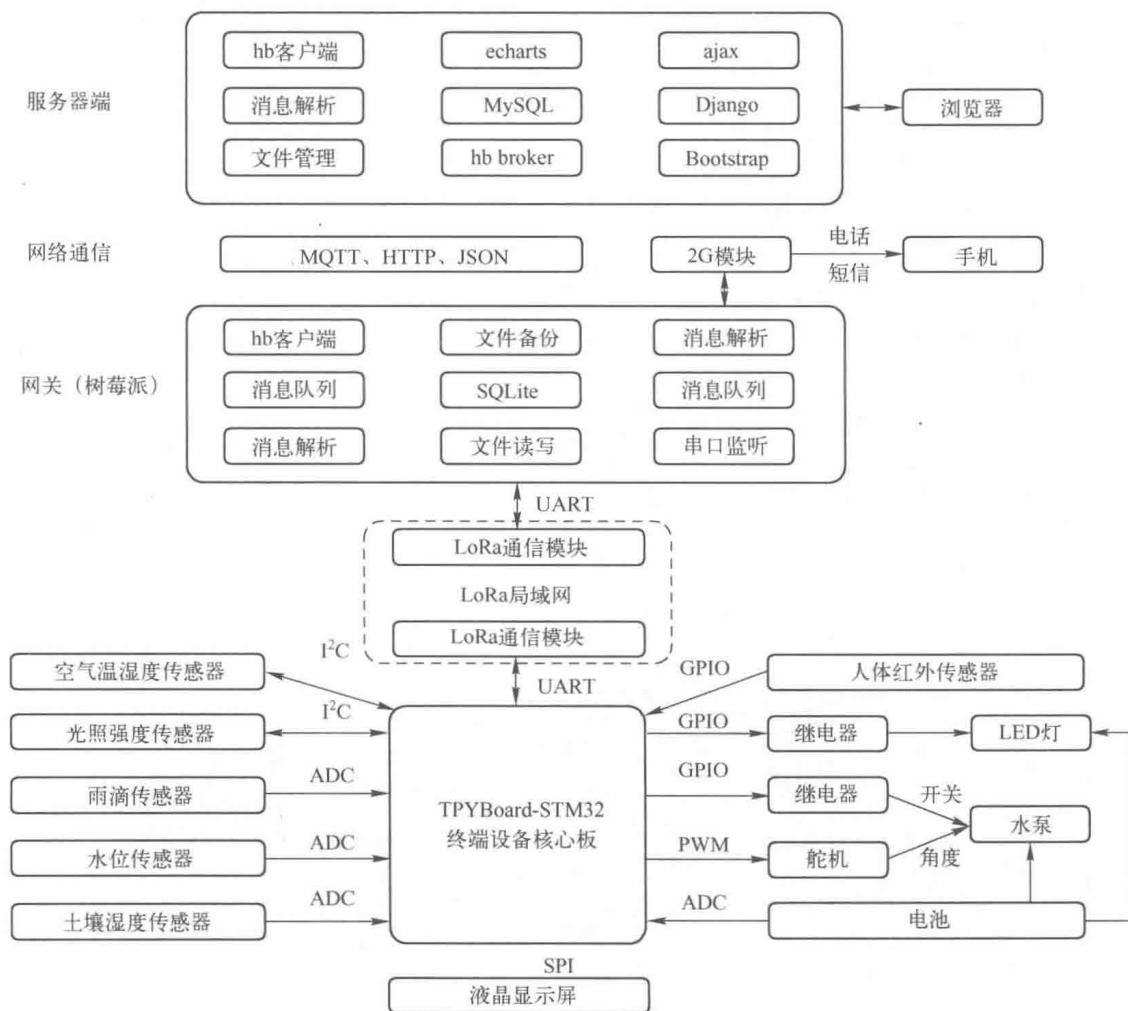 hb客户端
echarts
ajax
服务器端
消息解析
MySQL
Django
浏览器
文件管理
hb broker
Bootstrap
网络通信
MQTT、HTTP、JSON
2G模块
电话
短信
手机
hb客户端
文件备份
消息解析
网关（树莓派）
消息队列
SQLite
消息队列
消息解析
文件读写
串口监听
UART
LoRa通信模块
LoRa局域网
LoRa通信模块
UART
I²C
空气温湿度传感器
I²C
光照强度传感器
ADC
雨滴传感器
ADC
水位传感器
ADC
土壤湿度传感器
TPYBoard-STM32
终端设备核心板
GPIO
人体红外传感器
GPIO
继电器
LED灯
GPIO
继电器
开关
水泵
PWM
舵机
角度
ADC
电池
SPI
液晶显示屏